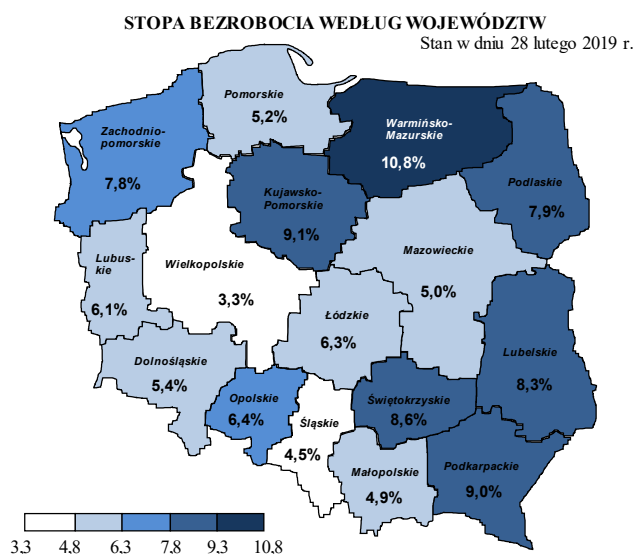 STOPA BEZROBOCIA WEDŁUG WOJEWÓDZTW
Stan w dniu 28 lutego 2019 r.
Pomorskie
5,2%
Warmińsko-
Mazurskie
10,8%
Zachodnio-
pomorskie
7,8%
Podlaskie
7,9%
Kujawsko-
Pomorskie
9,1%
Mazowieckie
5,0%
Lubus-
kie
6,1%
Wielkopolskie
3,3%
Łódzkie
6,3%
Lubelskie
8,3%
Dolnośląskie
5,4%
Opolskie
6,4%
Świętokrzyskie
8,6%
Śląskie
4,5%
Małopolskie
4,9%
Podkarpackie
9,0%
3,3 4,8 6,3 7,8 9,3 10,8